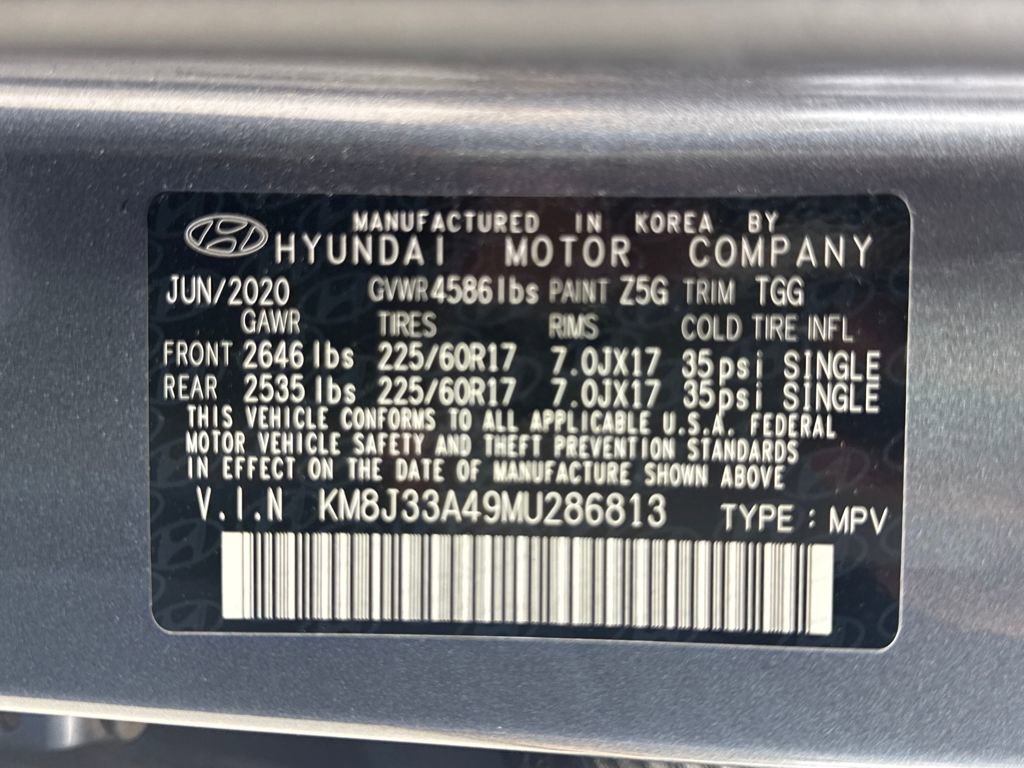 MANUFACTURED IN KOREA BY
HYUNDAI MOTOR COMPANY
JUN/2020 GVWR 4586lbs PAINT Z5G TRIM TGG
GAWR TIRES RIMS COLD TIRE INFL
FRONT 2646 lbs 225/60R17 7.0JX17 35psi SINGLE
REAR 2535 lbs 225/60R17 7.0JX17 35psi SINGLE
THIS VEHICLE CONFORMS TO ALL APPLICABLE U.S.A. FEDERAL
MOTOR VEHICLE SAFETY AND THEFT PREVENTION STANDARDS
IN EFFECT ON THE DATE OF MANUFACTURE SHOWN ABOVE
V.I.N KM8J33A49MU286813 TYPE : MPV